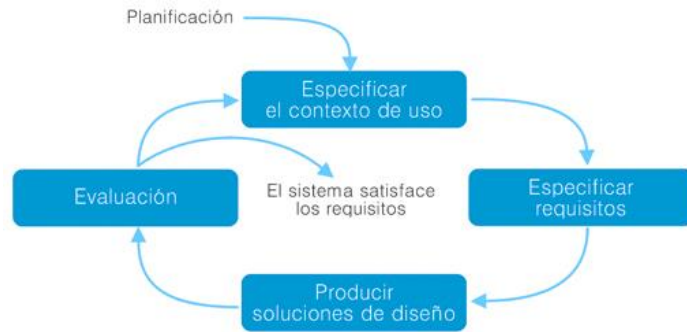 Planificación
Especificar
el contexto de uso
Evaluación
El sistema satisface
los requisitos
Especificar
requisitos
Producir
soluciones de diseño